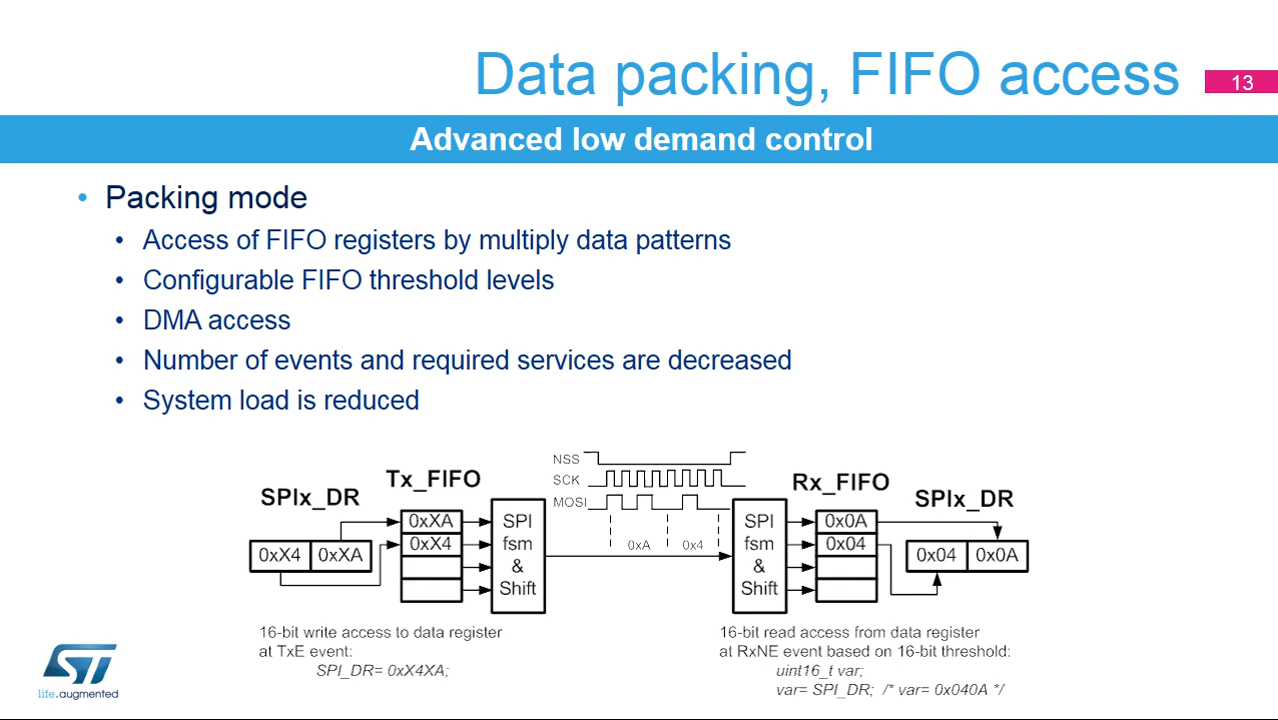 Data packing, FIFO access
13
Advanced low demand control
• Packing mode
• Access of FIFO registers by multiply data patterns
• Configurable FIFO threshold levels
• DMA access
• Number of events and required services are decreased
• System load is reduced
SPIx_DR
0xX4 0xXA
Tx_FIFO
0xXA
0xX4
SPI
fsm
&
Shift
NSS
SCK
MOSI
0xA 0x4
SPI
fsm
&
Shift
Rx_FIFO
0x0A
0x04
SPIx_DR
0x04 0x0A
16-bit write access to data register
at TxE event:
SPI_DR= 0xX4XA;
16-bit read access from data register
at RxNE event based on 16-bit threshold:
uint16_t var;
var= SPI_DR; /* var= 0x040A */
ST
life.augmented